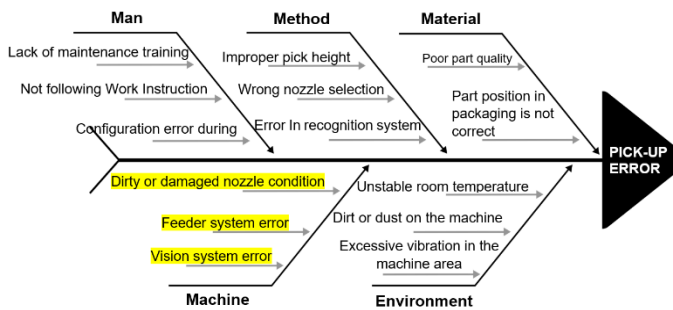 Man
Method
Material
Lack of maintenance training
Not following Work Instruction
Configuration error during
Improper pick height
Wrong nozzle selection
Error In recognition system
Poor part quality
Part position in
packaging is not
correct
PICK-UP
ERROR
Dirty or damaged nozzle condition
Feeder system error
Vision system error
Unstable room temperature
Dirt or dust on the machine
Excessive vibration in the
machine area
Machine
Environment